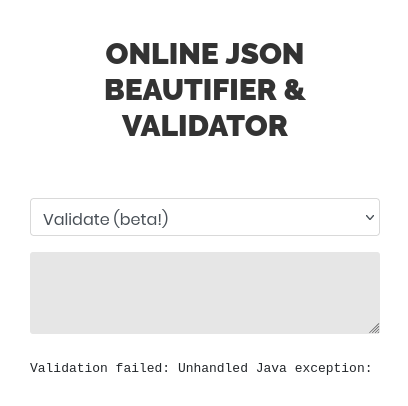 ONLINE JSON
BEAUTIFIER &
VALIDATOR
Validate (beta!)
Validation failed: Unhandled Java exception: